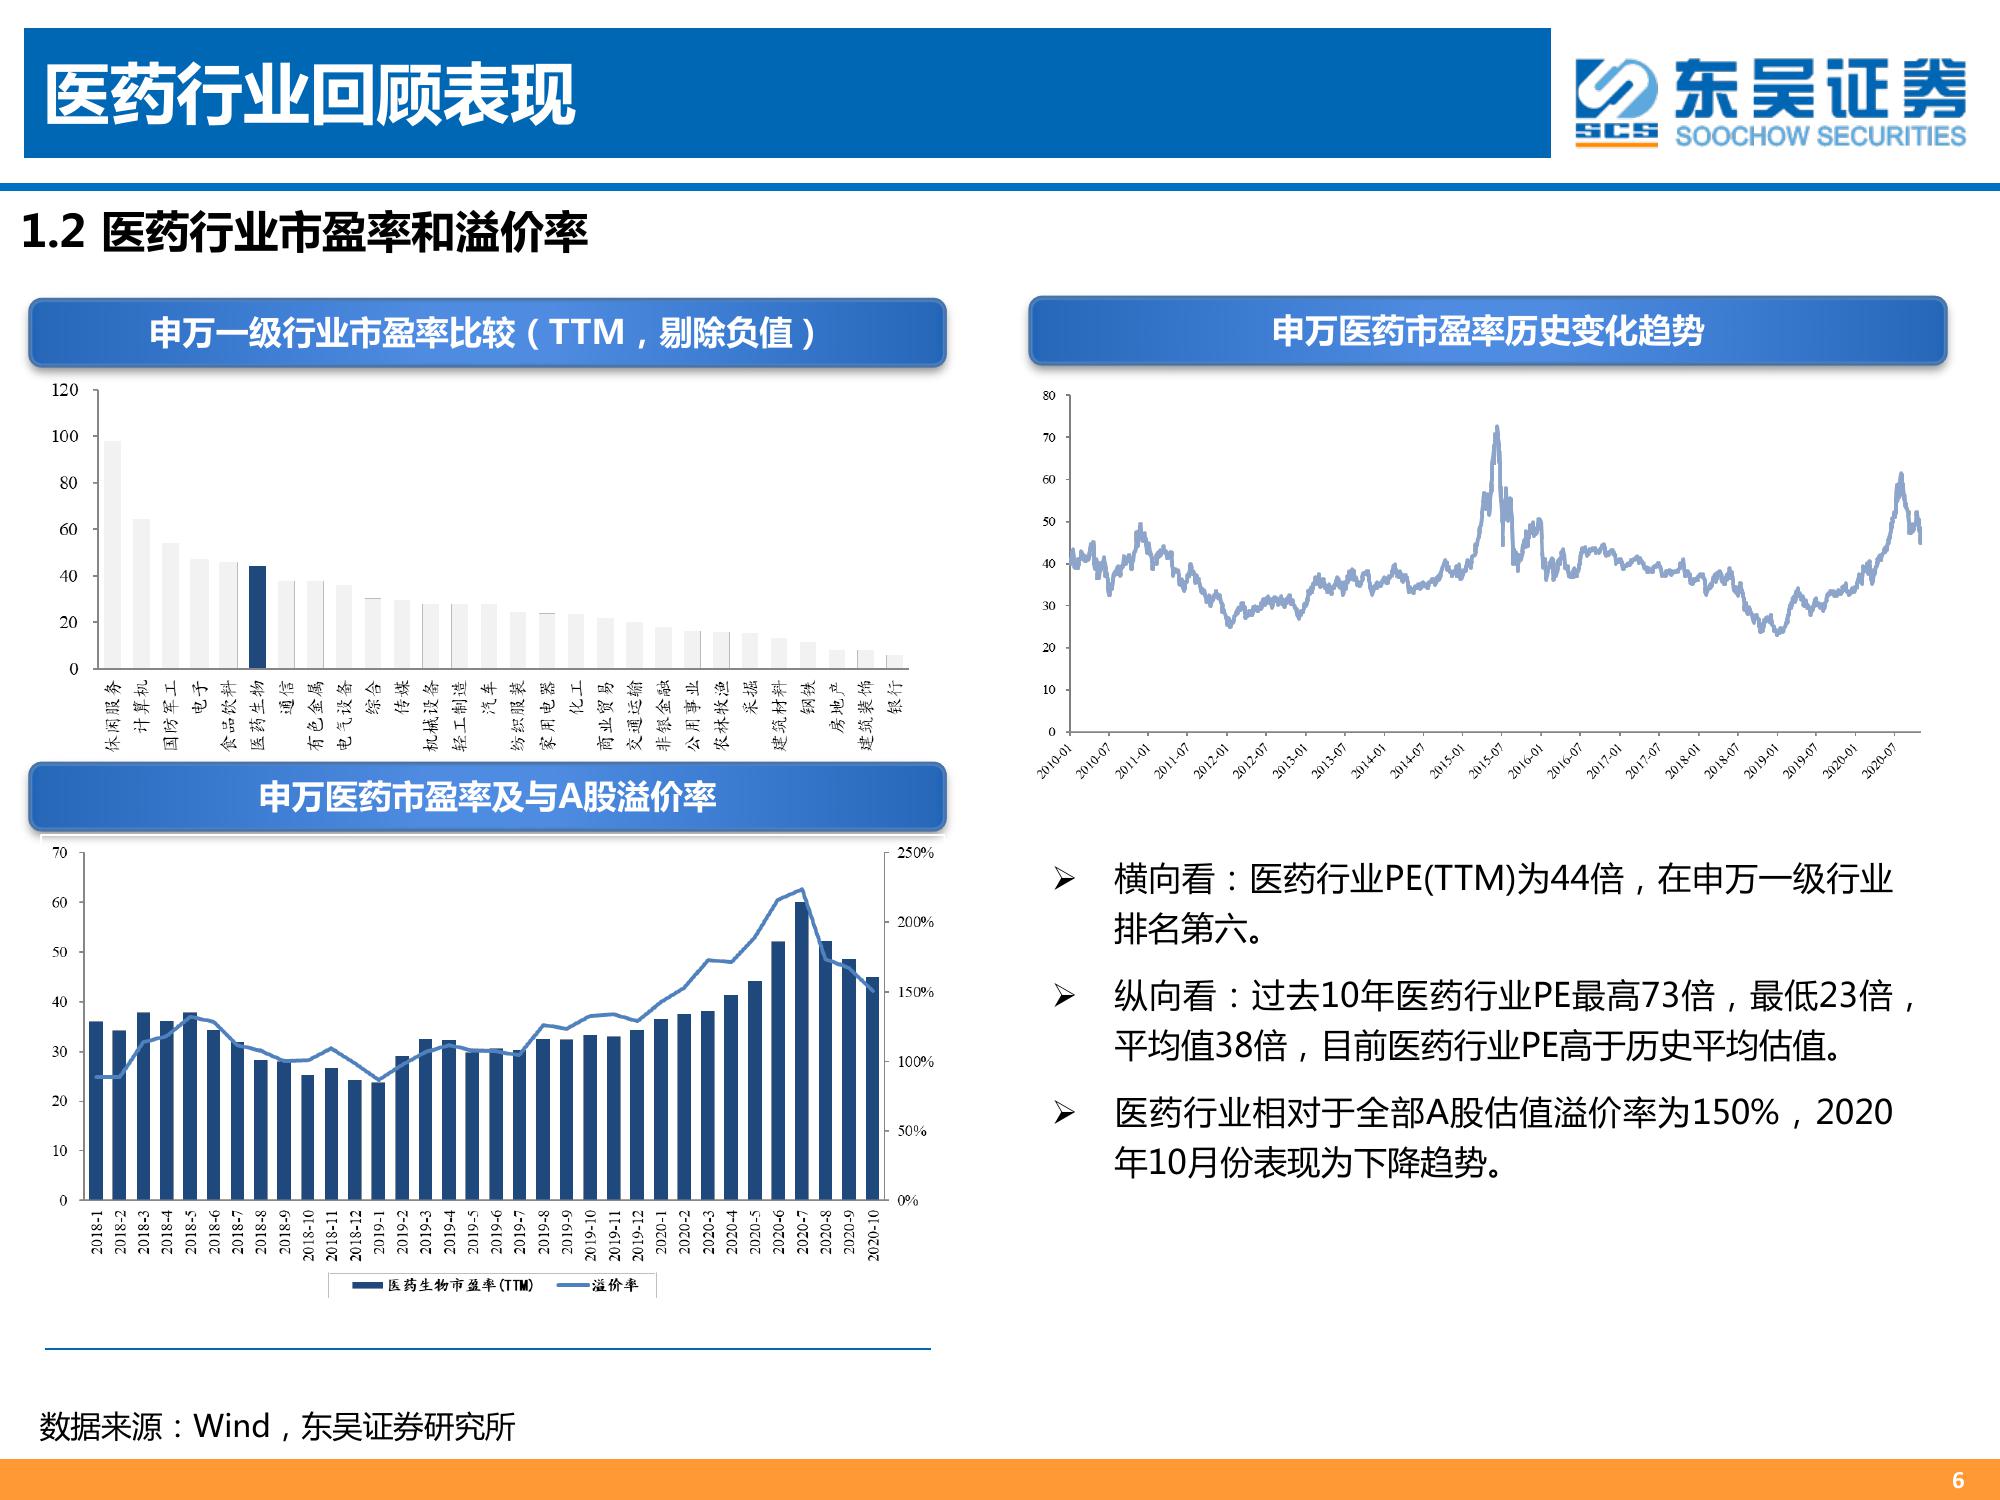 医药行业回顾表现
东吴证券
SCS
SOOCHOW SECURITIES
1.2 医药行业市盈率和溢价率
申万一级行业市盈率比较（TTM，剔除负值）
120
100
80
60
40
20
0
休闲服务 计算机 国防军工 电子 食品饮料 医药生物 通信 有色金属 电气设备 综合 传媒 机械设备 轻工制造 汽车 纺织服装 家用电器 化工 商业贸易 交通运输 非银金融 公用事业 农林牧渔 采掘 建筑材料 钢铁 房地产 建筑装饰 银行
申万医药市盈率及与A股溢价率
70
60
50
40
30
20
10
0
250%
200%
150%
100%
50%
0%
2018-1 2018-2 2018-3 2018-4 2018-5 2018-6 2018-7 2018-8 2018-9 2018-10 2018-11 2018-12 2019-1 2019-2 2019-3 2019-4 2019-5 2019-6 2019-7 2019-8 2019-9 2019-10 2019-11 2019-12 2020-1 2020-2 2020-3 2020-4 2020-5 2020-6 2020-7 2020-8 2020-9 2020-10
医药生物市盈率(TTM) 溢价率
申万医药市盈率历史变化趋势
80
70
60
50
40
30
20
10
0
2010-01 2010-07 2011-01 2011-07 2012-01 2012-07 2013-01 2013-07 2014-01 2014-07 2015-01 2015-07 2016-01 2016-07 2017-01 2017-07 2018-01 2018-07 2019-01 2019-07 2020-01 2020-07
➢ 横向看：医药行业PE(TTM)为44倍，在申万一级行业
排名第六。
➢ 纵向看：过去10年医药行业PE最高73倍，最低23倍，
平均值38倍，目前医药行业PE高于历史平均估值。
➢ 医药行业相对于全部A股估值溢价率为150%，2020
年10月份表现为下降趋势。
数据来源：Wind，东吴证券研究所
6